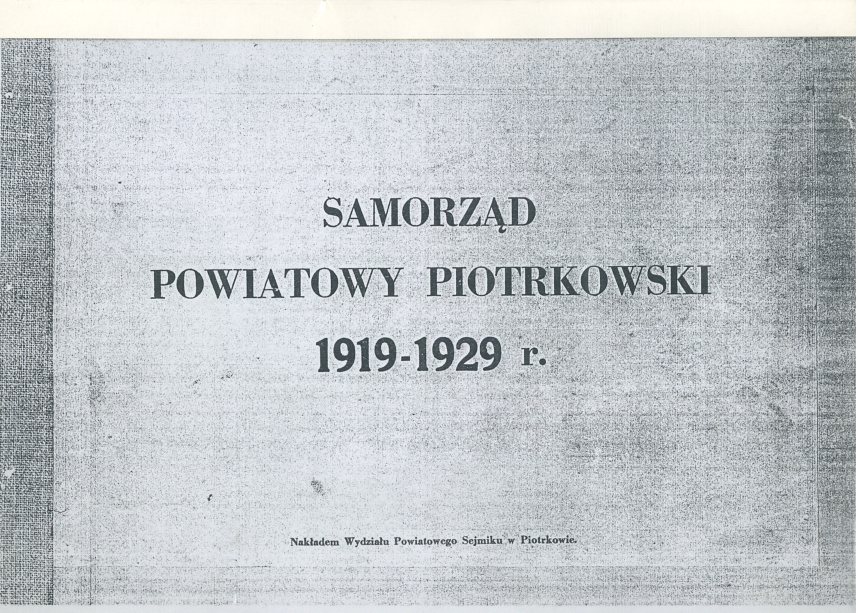 SAMORZĄD
POWIATOWY PIOTRKOWSKI
1919-1929 r.
Nakładem Wydziału Powiatowego Sejmiku w Piotrkowie.